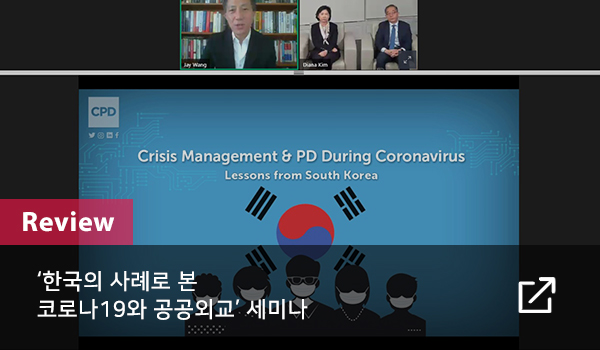 Jay Wang
Diana Kim
CPD
Crisis Management & PD During Coronavirus
Lessons from South Korea
Review
‘한국의 사례로 본
코로나19와 공공외교’ 세미나